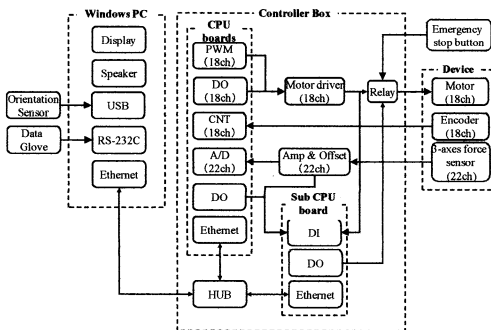 Windows PC
Display
Speaker
USB
RS-232C
Ethernet
Orientation
Sensor
Data
Glove
Controller Box
CPU
boards
PWM
(18ch)
DO
(18ch)
CNT
(18ch)
A/D
(22ch)
DO
Ethernet
HUB
Motor driver
(18ch)
Amp & Offset
(22ch)
Sub CPU
board
DI
DO
Ethernet
Relay
Emergency
stop button
Device
Motor
(18ch)
Encoder
(18ch)
3-axes force
sensor
(22ch)